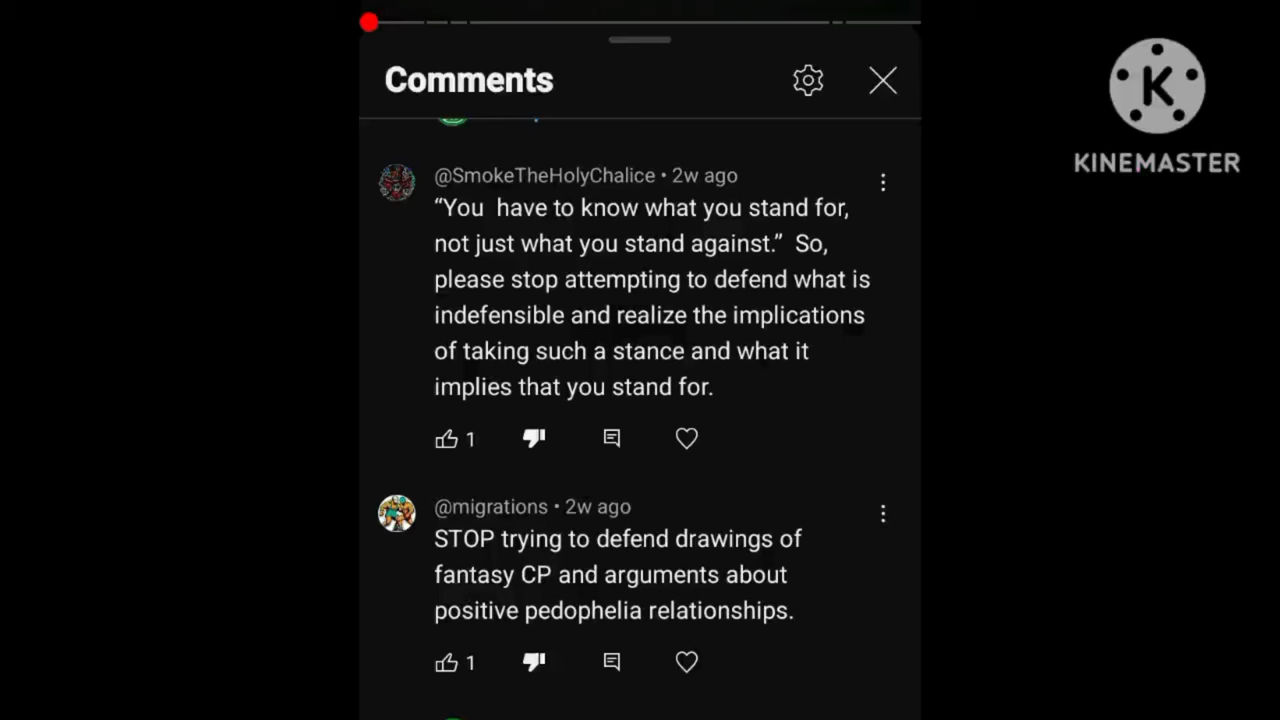 Comments
@SmokeTheHolyChalice • 2w ago
“You  have to know what you stand for,
not just what you stand against.”  So,
please stop attempting to defend what is
indefensible and realize the implications
of taking such a stance and what it
implies that you stand for.
1
@migrations • 2w ago
STOP trying to defend drawings of
fantasy CP and arguments about
positive pedophelia relationships.
1
K
KINEMASTER